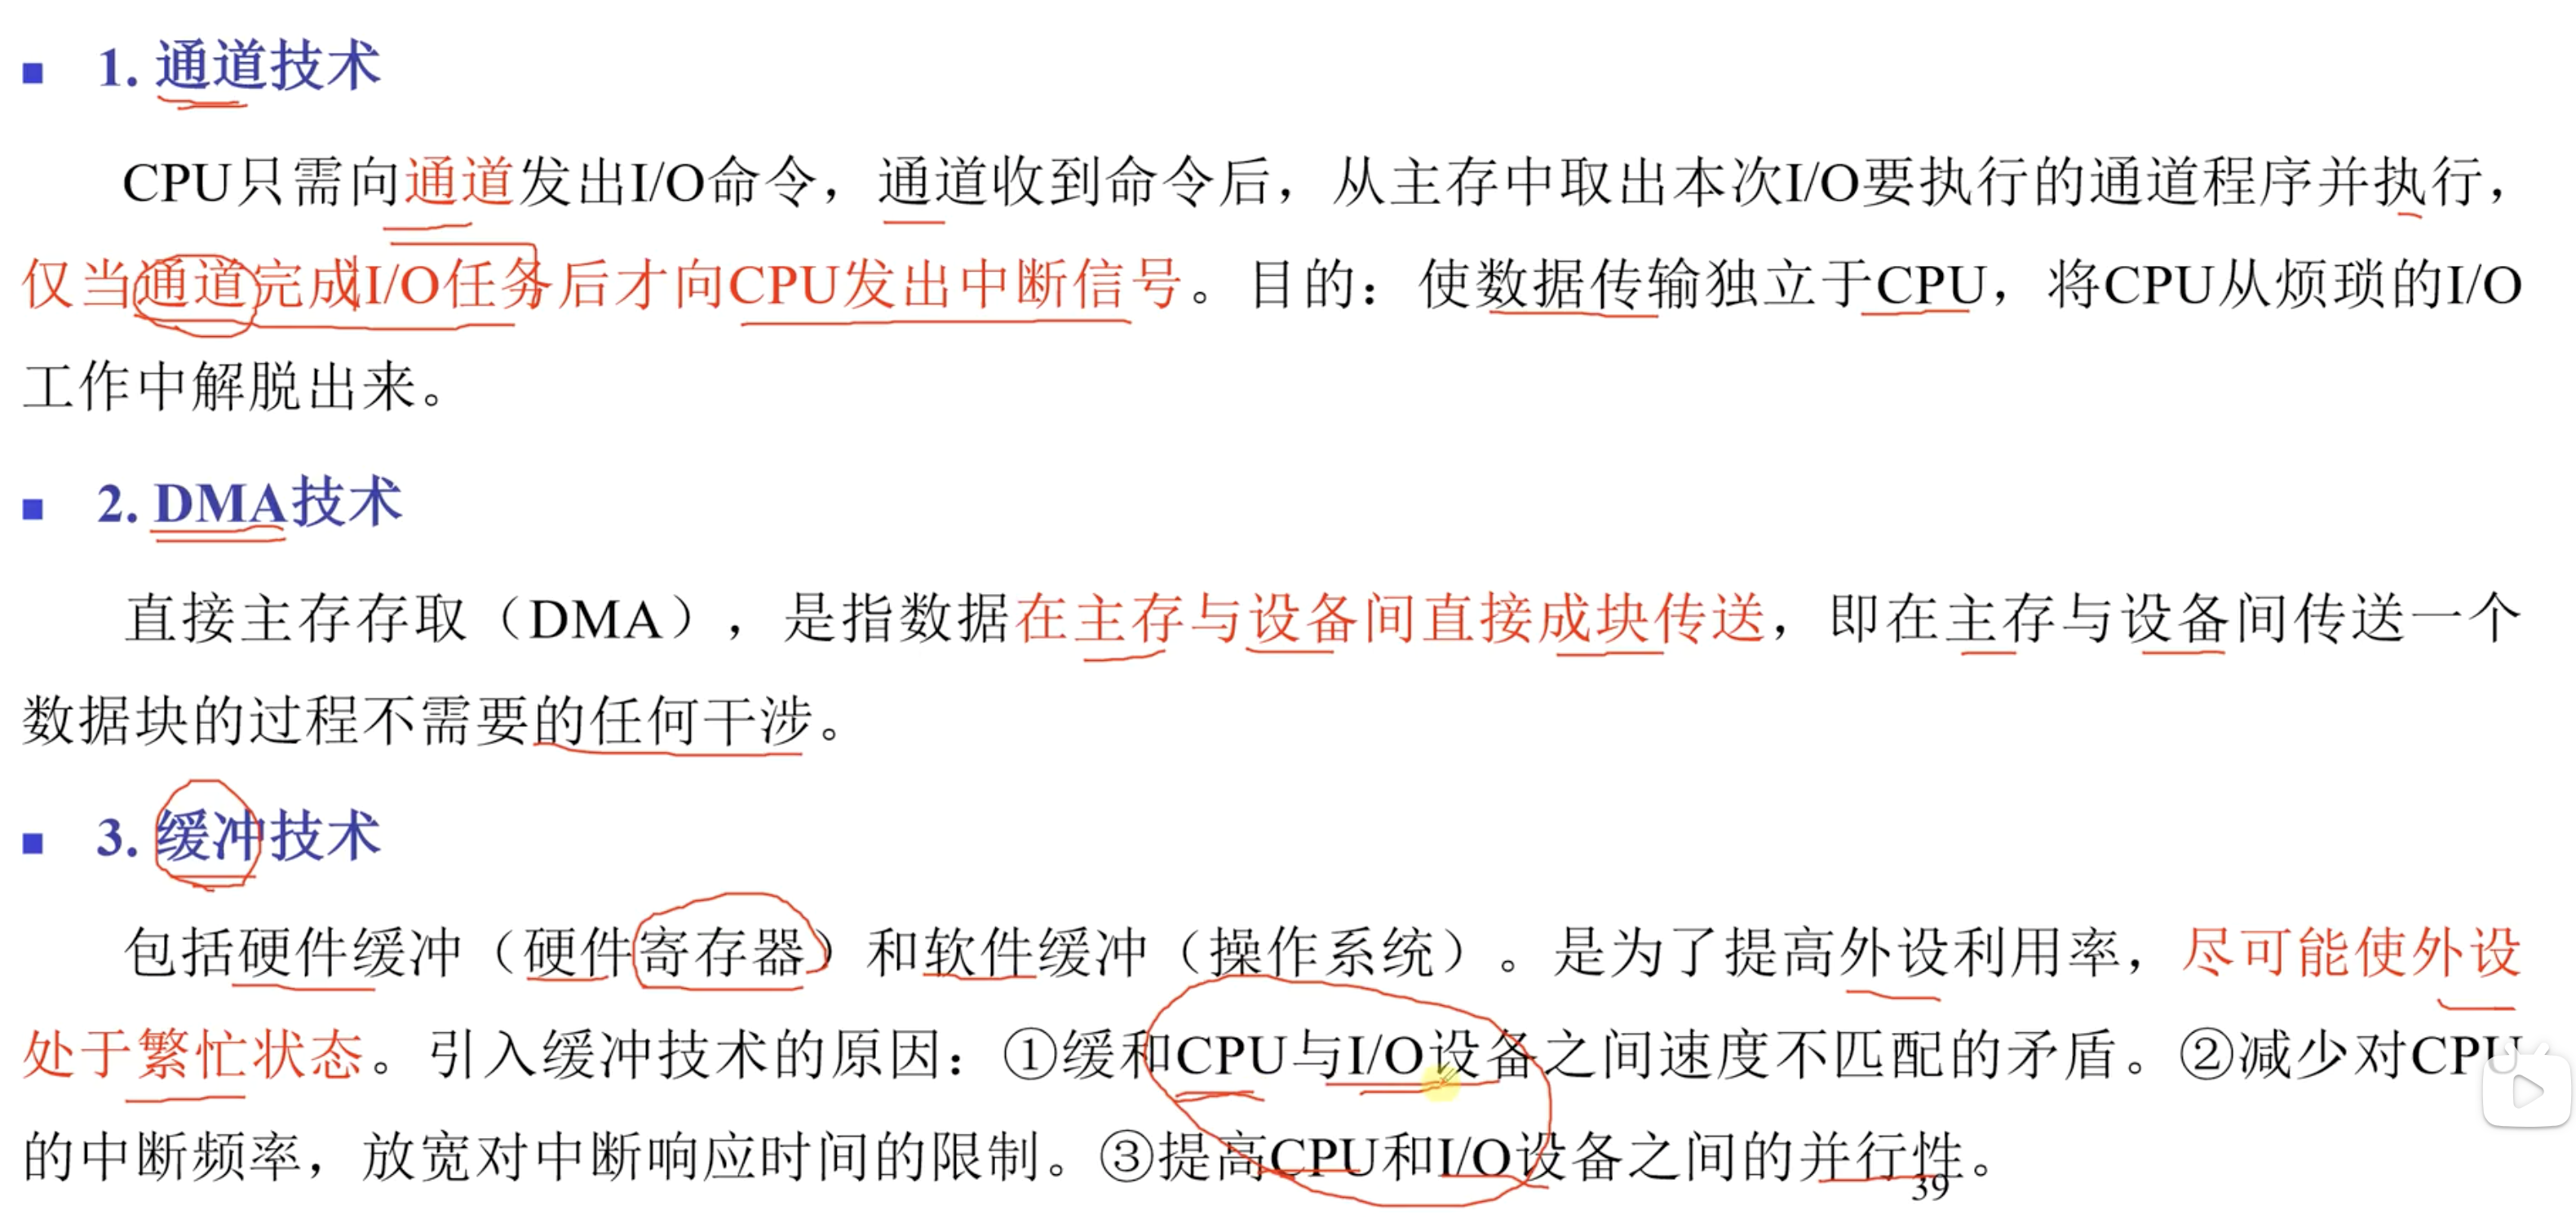 1. 通道技术
CPU只需向通道发出I/O命令，通道收到命令后，从主存中取出本次I/O要执行的通道程序并执行，
仅当通道完成I/O任务后才向CPU发出中断信号。目的：使数据传输独立于CPU，将CPU从烦琐的I/O
工作中解脱出来。
2. DMA技术
直接主存存取（DMA），是指数据在主存与设备间直接成块传送，即在主存与设备间传送一个
数据块的过程不需要的任何干涉。
3. 缓冲技术
包括硬件缓冲（硬件寄存器）和软件缓冲（操作系统）。是为了提高外设利用率，尽可能使外设
处于繁忙状态。引入缓冲技术的原因：①缓和CPU与I/O设备之间速度不匹配的矛盾。②减少对CPU
的中断频率，放宽对中断响应时间的限制。③提高CPU和I/O设备之间的并行性。
39